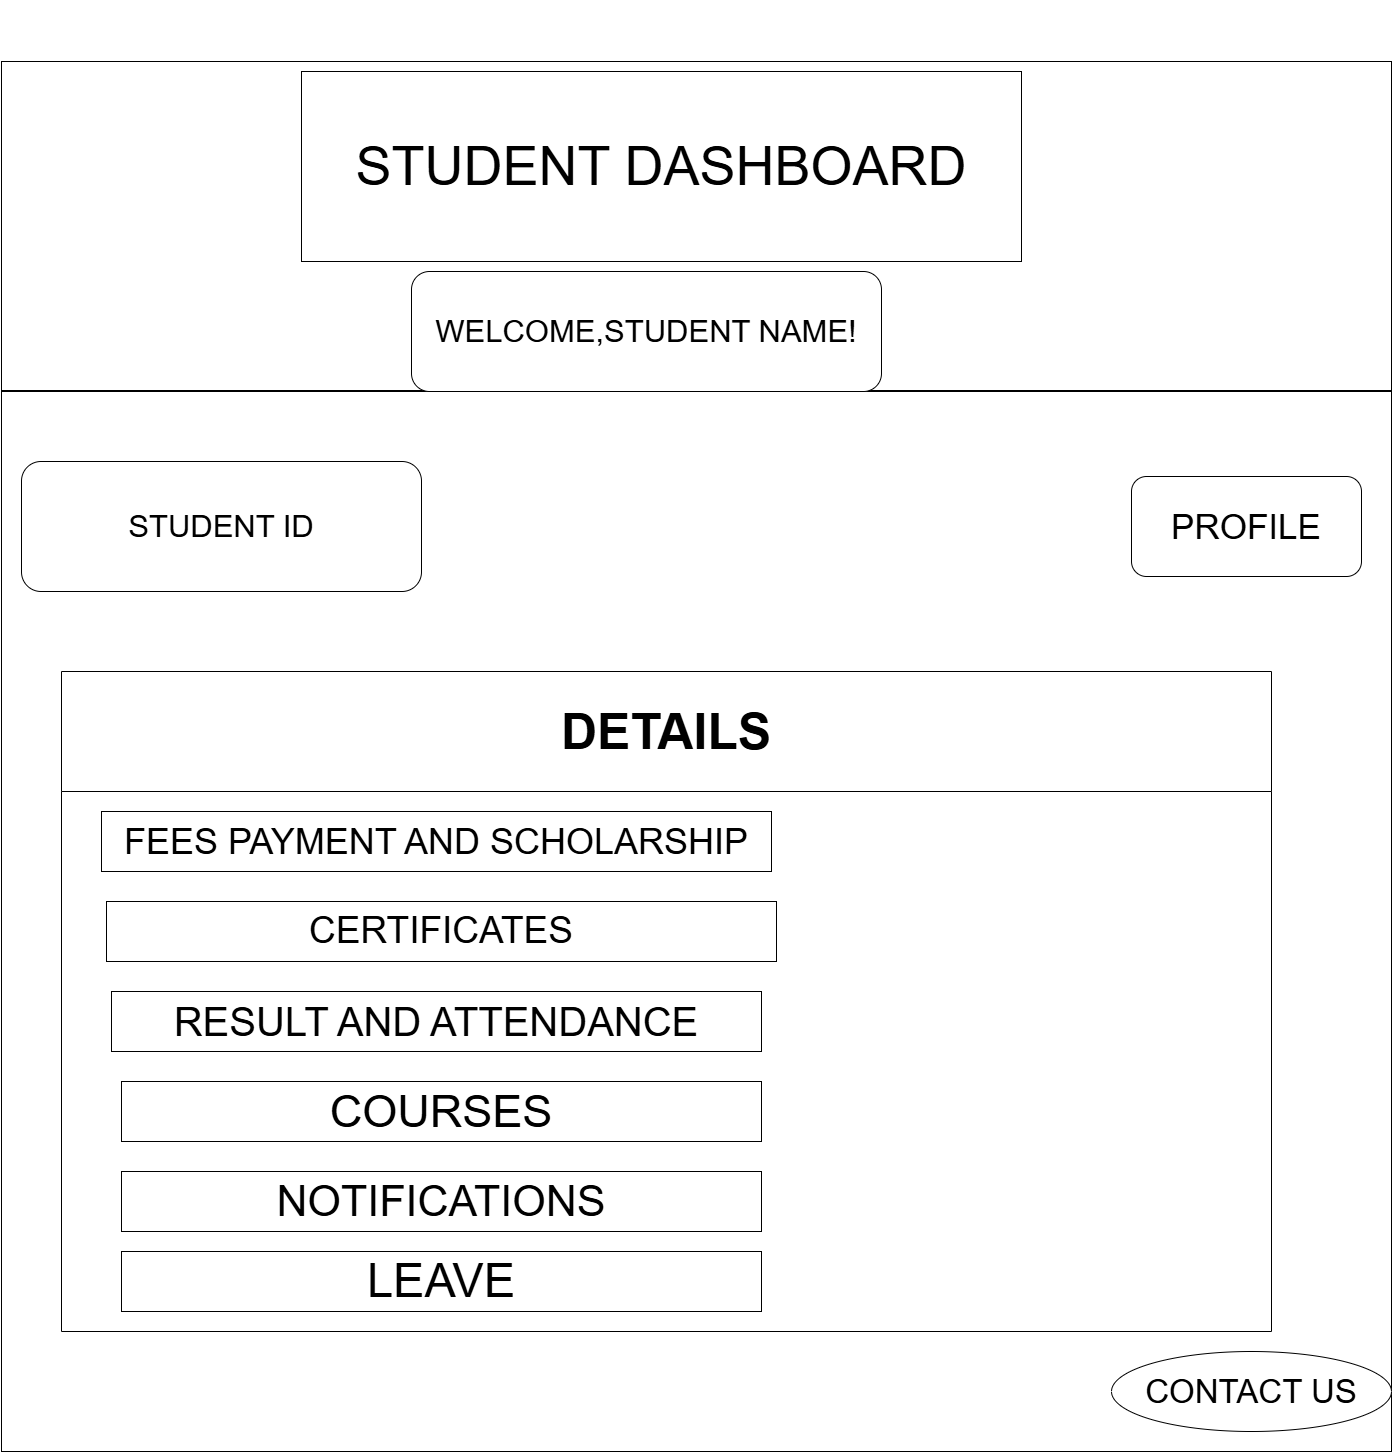 STUDENT DASHBOARD
WELCOME,STUDENT NAME!
STUDENT ID
PROFILE
DETAILS
FEES PAYMENT AND SCHOLARSHIP
CERTIFICATES
RESULT AND ATTENDANCE
COURSES
NOTIFICATIONS
LEAVE
CONTACT US